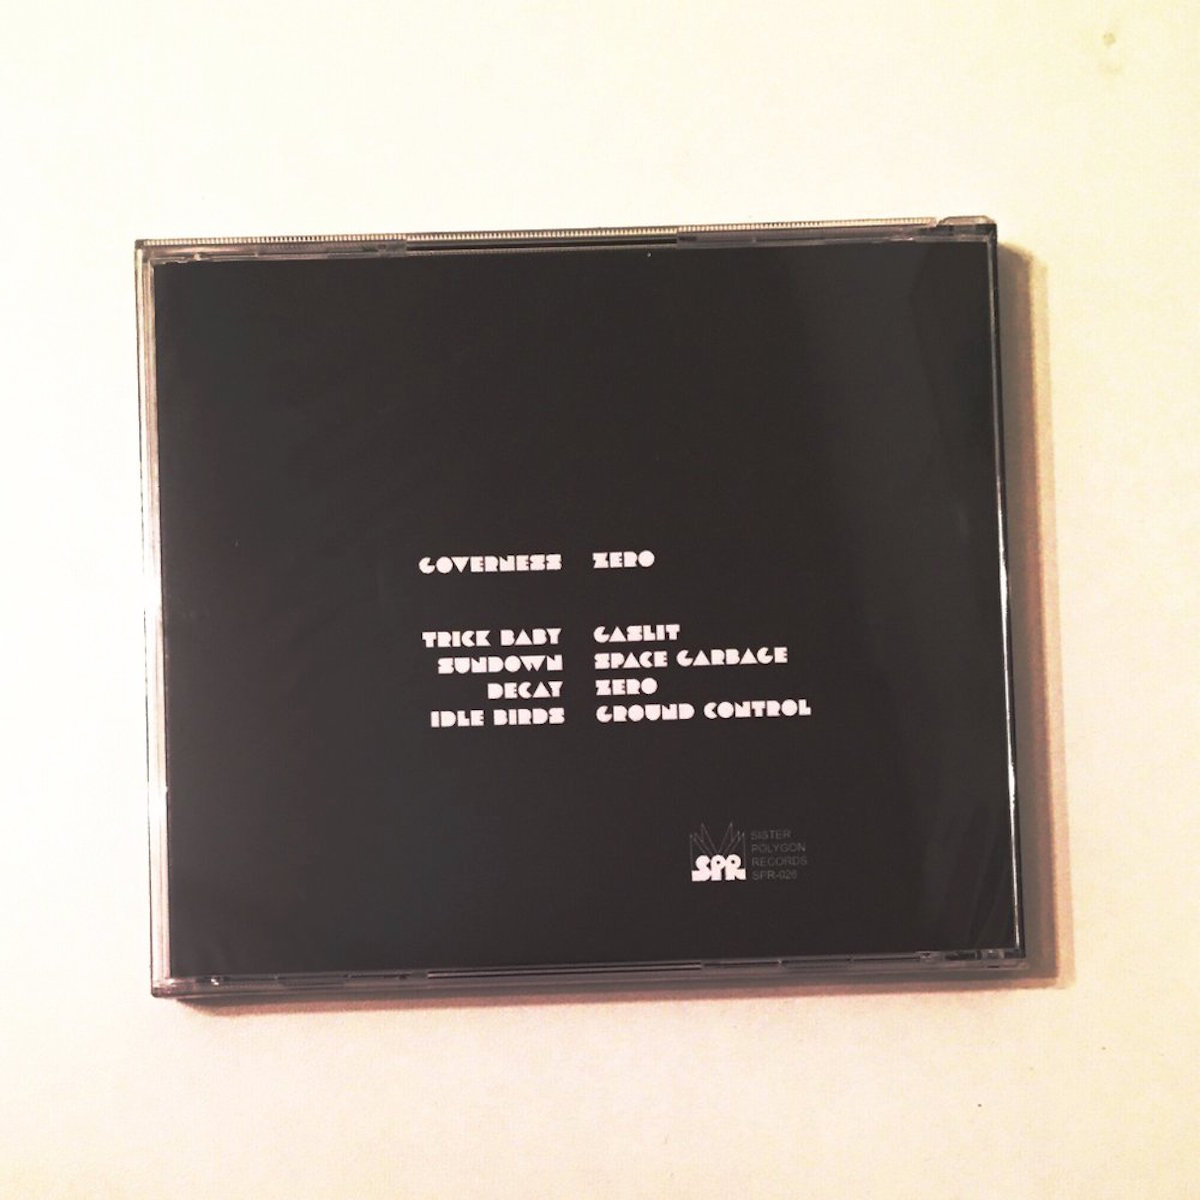 GOVERNESS ZERO
TRICK BABY GASLIT
SUNDOWN SPACE GARBAGE
DECAY ZERO
IDLE BIRDS GROUND CONTROL
SPR
SISTER
POLYGON
RECORDS
SPR-026